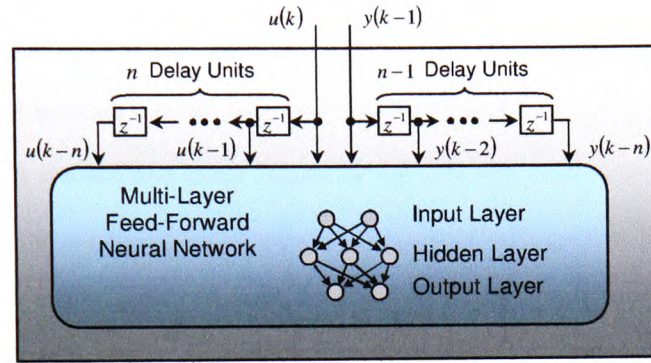 u(k) y(k−1)
n Delay Units n−1 Delay Units
z⁻¹ z⁻¹ z⁻¹ z⁻¹
u(k−n) u(k−1) y(k−2) y(k−n)
Multi-Layer
Feed-Forward
Neural Network
Input Layer
Hidden Layer
Output Layer